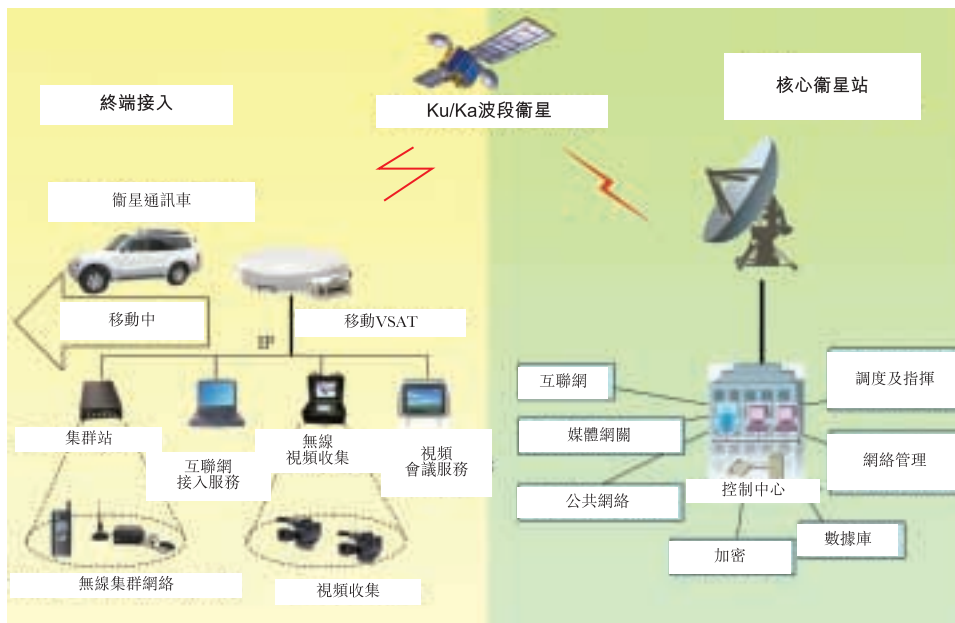 終端接入
Ku/Ka波段衞星
核心衞星站
衞星通訊車
移動中
移動VSAT
IP
集群站
互聯網
接入服務
無線
視頻收集
視頻
會議服務
無線集群網絡
視頻收集
互聯網
媒體網關
公共網絡
加密
控制中心
數據庫
網絡管理
調度及指揮